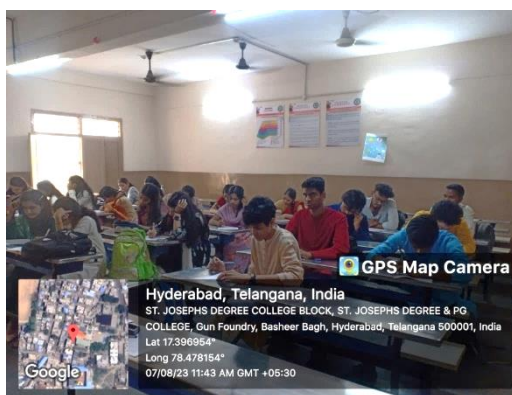 GPS Map Camera
Hyderabad, Telangana, India
ST. JOSEPHS DEGREE COLLEGE BLOCK, ST. JOSEPHS DEGREE & PG
COLLEGE, Gun Foundry, Basheer Bagh, Hyderabad, Telangana 500001, India
Lat 17.396954°
Long 78.478154°
07/08/23 11:43 AM GMT +05:30
Google